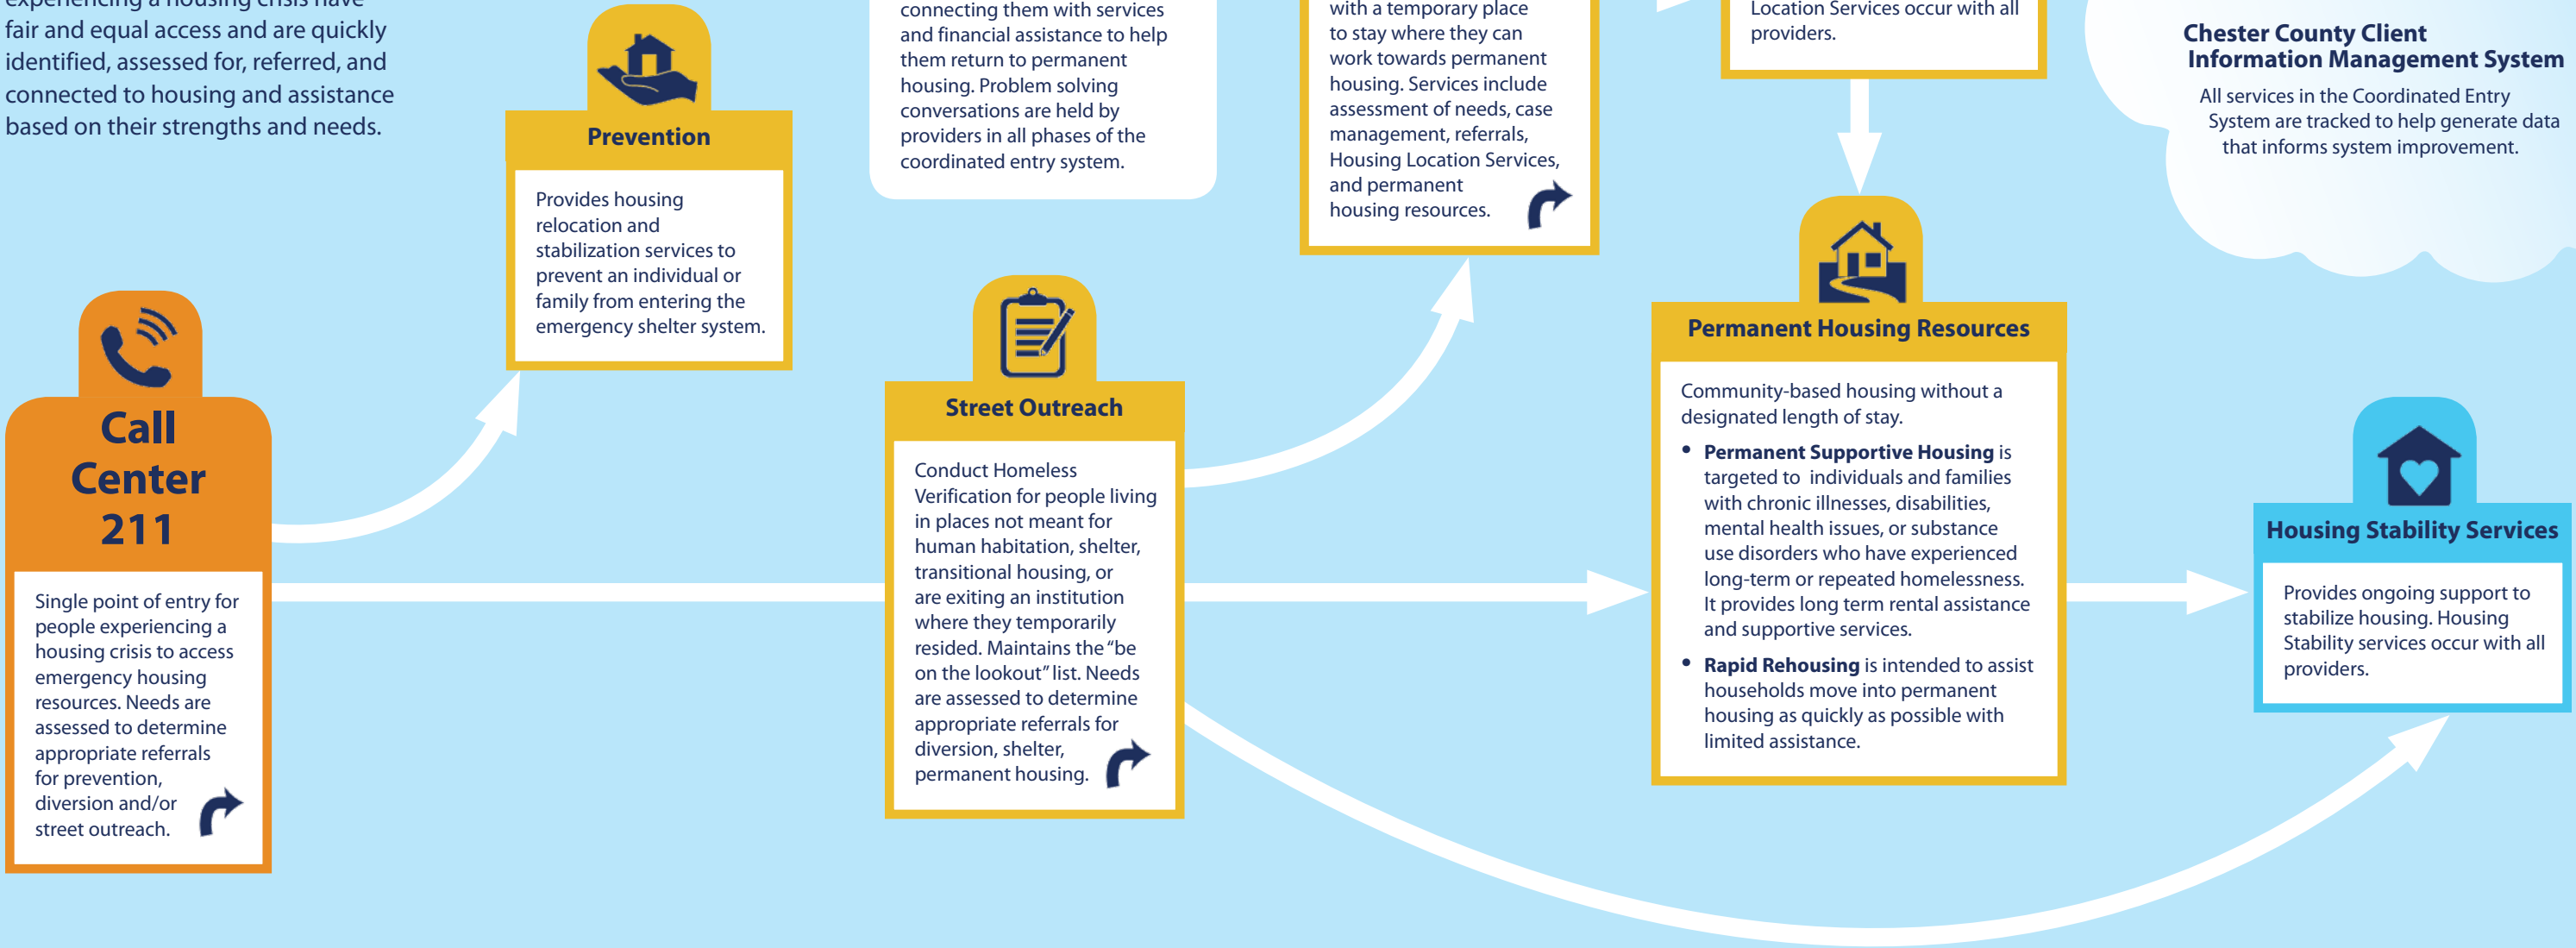 experiencing a housing crisis have
fair and equal access and are quickly
identified, assessed for, referred, and
connected to housing and assistance
based on their strengths and needs.
Call
Center
211
Single point of entry for
people experiencing a
housing crisis to access
emergency housing
resources. Needs are
assessed to determine
appropriate referrals
for prevention,
diversion and/or
street outreach.
Prevention
Provides housing
relocation and
stabilization services to
prevent an individual or
family from entering the
emergency shelter system.
connecting them with services
and financial assistance to help
them return to permanent
housing. Problem solving
conversations are held by
providers in all phases of the
coordinated entry system.
Street Outreach
Conduct Homeless
Verification for people living
in places not meant for
human habitation, shelter,
transitional housing, or
are exiting an institution
where they temporarily
resided. Maintains the “be
on the lookout” list. Needs
are assessed to determine
appropriate referrals for
diversion, shelter,
permanent housing.
with a temporary place
to stay where they can
work towards permanent
housing. Services include
assessment of needs, case
management, referrals,
Housing Location Services,
and permanent
housing resources.
Location Services occur with all
providers.
Permanent Housing Resources
Community-based housing without a
designated length of stay.
• Permanent Supportive Housing is
targeted to individuals and families
with chronic illnesses, disabilities,
mental health issues, or substance
use disorders who have experienced
long-term or repeated homelessness.
It provides long term rental assistance
and supportive services.
• Rapid Rehousing is intended to assist
households move into permanent
housing as quickly as possible with
limited assistance.
Chester County Client
Information Management System
All services in the Coordinated Entry
System are tracked to help generate data
that informs system improvement.
Housing Stability Services
Provides ongoing support to
stabilize housing. Housing
Stability services occur with all
providers.